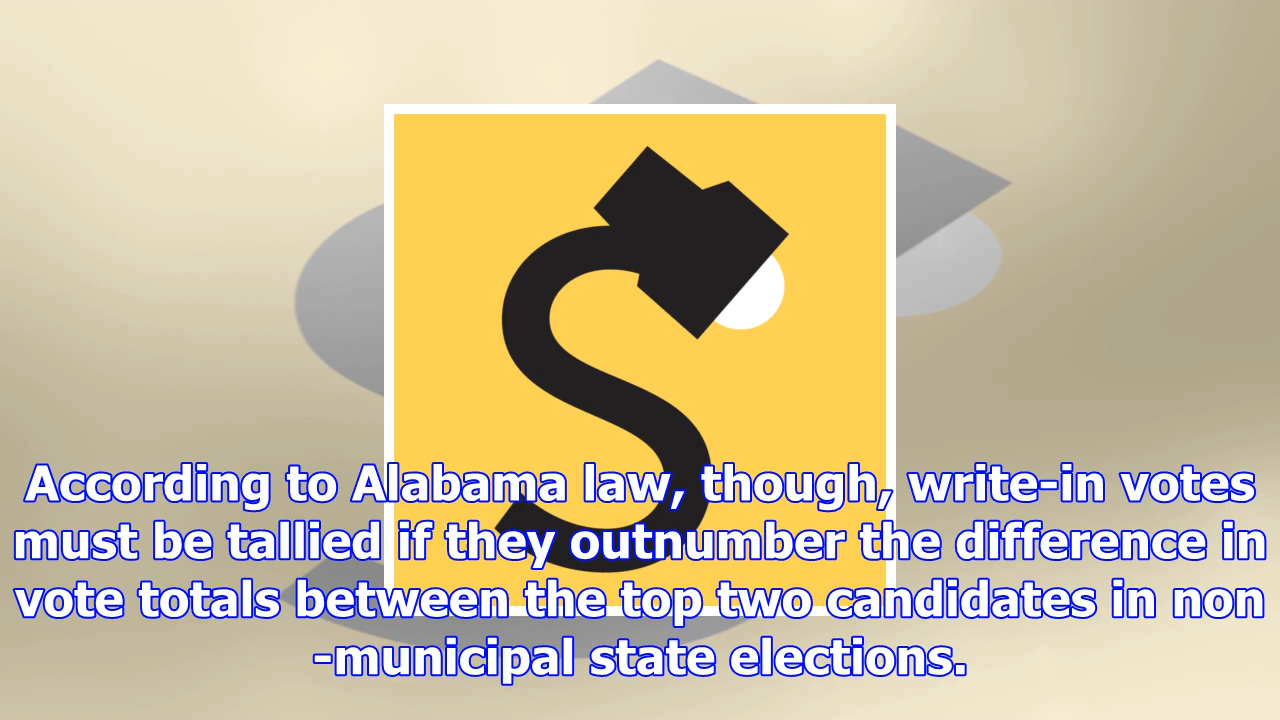 According to Alabama law, though, write-in votes
must be tallied if they outnumber the difference in
vote totals between the top two candidates in non
-municipal state elections.